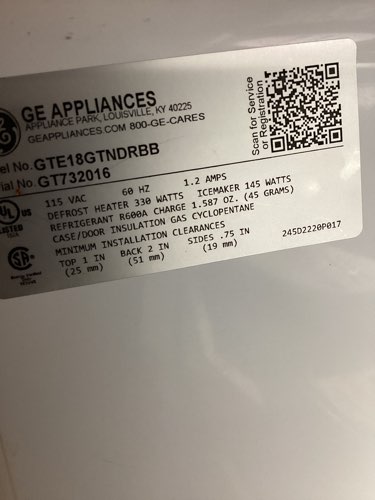 GE APPLIANCES
APPLIANCE PARK, LOUISVILLE, KY 40225
GEAPPLIANCES.COM 800-GE-CARES
Scan for Service
or Registration
el No. GTE18GTNDRBB
ial No. GT732016
115 VAC 60 HZ 1.2 AMPS
DEFROST HEATER 330 WATTS ICEMAKER 145 WATTS
REFRIGERANT R600A CHARGE 1.587 OZ. (45 GRAMS)
CASE/DOOR INSULATION GAS CYCLOPENTANE
MINIMUM INSTALLATION CLEARANCES
TOP 1 IN BACK 2 IN SIDES .75 IN
(25 mm) (51 mm) (19 mm)
245D2220P017
UL US
LISTED